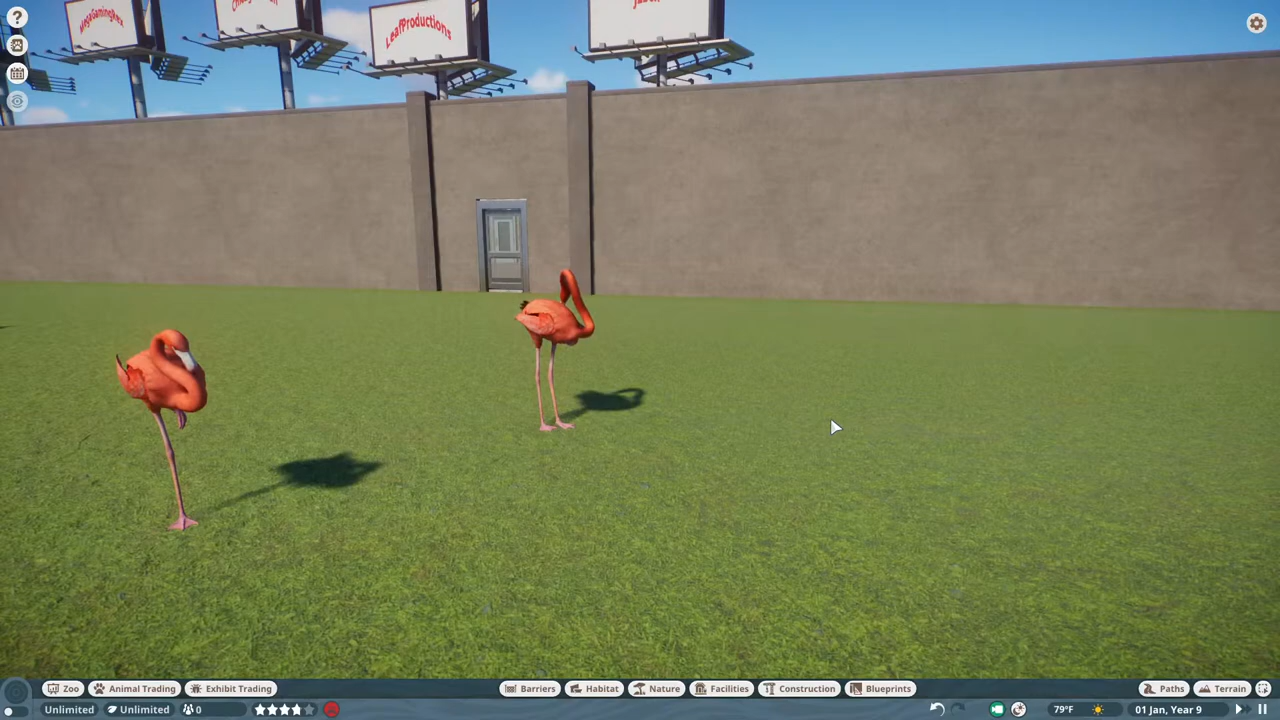 MegaGamingRex
LeafProductions
Zoo
Animal Trading
Exhibit Trading
Barriers
Habitat
Nature
Facilities
Construction
Blueprints
Paths
Terrain
Unlimited
Unlimited
0
79°F
01 Jan, Year 9